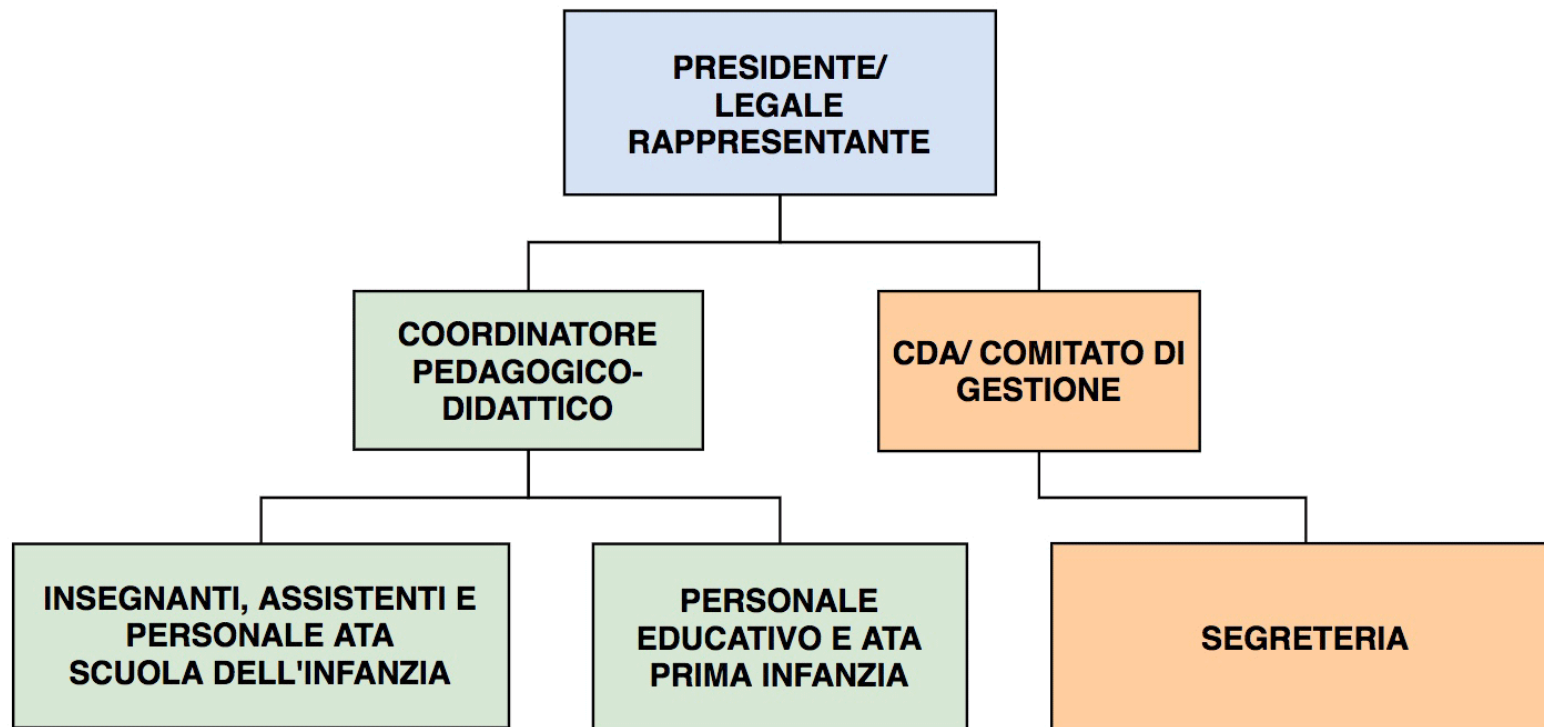 PRESIDENTE/
LEGALE
RAPPRESENTANTE
COORDINATORE
PEDAGOGICO-
DIDATTICO
CDA/ COMITATO DI
GESTIONE
INSEGNANTI, ASSISTENTI E
PERSONALE ATA
SCUOLA DELL'INFANZIA
PERSONALE
EDUCATIVO E ATA
PRIMA INFANZIA
SEGRETERIA